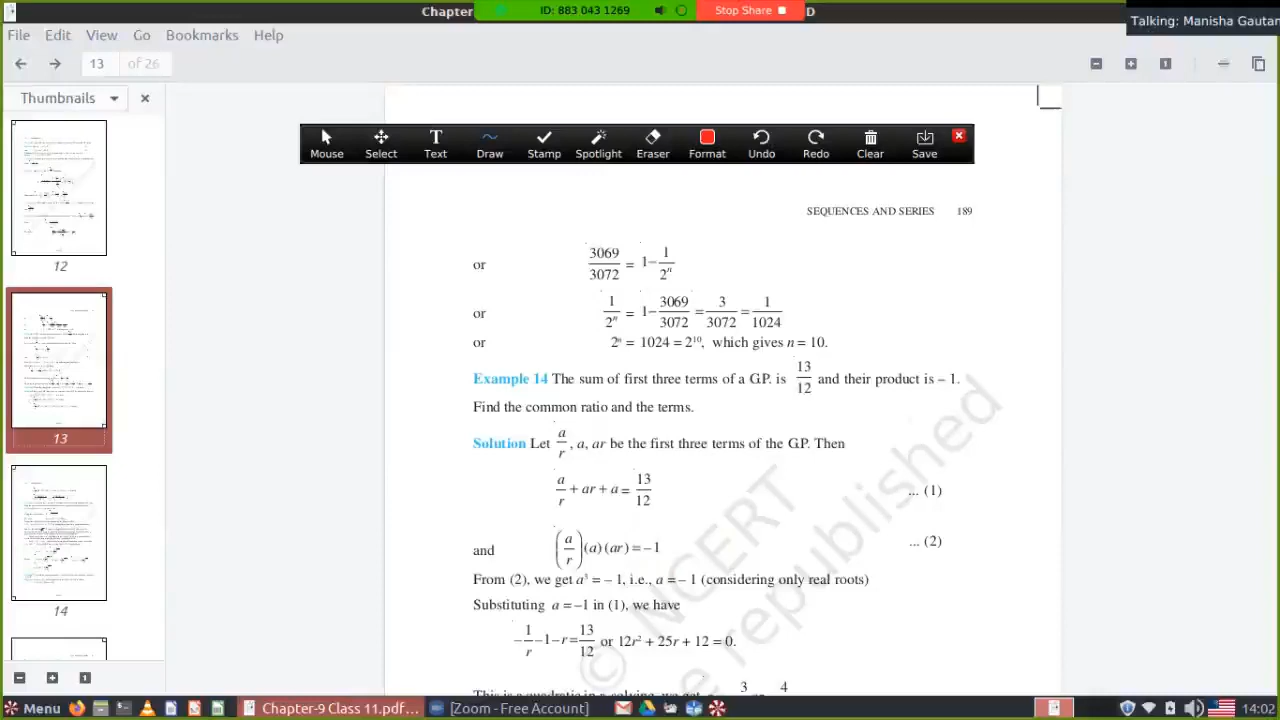 Chapter
ID: 883 043 1269
Stop Share
D
Talking: Manisha Gautan
File Edit View Go Bookmarks Help
13 of 26
Thumbnails
Mouse Select Text Draw Stamp Spotlight Eraser Format Undo Redo Clear Save
12
13
14
SEQUENCES AND SERIES 189
or 3069/3072 = 1 – 1/2ⁿ
or 1/2ⁿ = 1 – 3069/3072 = 3/3072 = 1/1024
or 2ⁿ = 1024 = 2¹⁰, which gives n = 10.
Example 14 The sum of first three terms of a G.P. is 13/12 and their product is – 1.
Find the common ratio and the terms.
Solution Let a/r, a, ar be the first three terms of the G.P. Then
a/r + ar + a = 13/12 ... (1)
and (a/r)(a)(ar) = –1 ... (2)
From (2), we get a³ = – 1, i.e., a = – 1 (considering only real roots)
Substituting a = –1 in (1), we have
–1/r – 1 – r = 13/12 or 12r² + 25r + 12 = 0.
© NCERT
be republished
Menu Chapter-9 Class 11.pdf... [Zoom - Free Account] 14:02